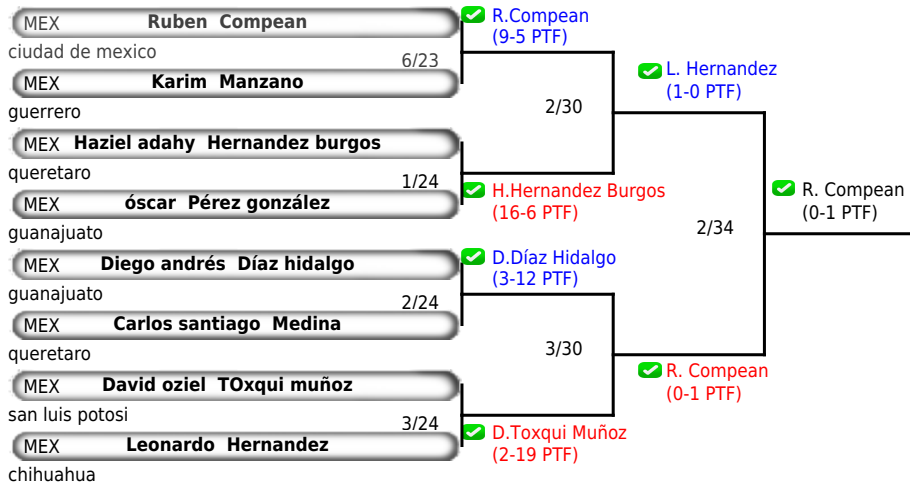 MEX Ruben Compean
ciudad de mexico
6/23
MEX Karim Manzano
guerrero
MEX Haziel adahy Hernandez burgos
queretaro
1/24
MEX óscar Pérez gonzález
guanajuato
MEX Diego andrés Díaz hidalgo
guanajuato
2/24
MEX Carlos santiago Medina
queretaro
MEX David oziel TOxqui muñoz
san luis potosi
3/24
MEX Leonardo Hernandez
chihuahua
R.Compean
(9-5 PTF)
2/30
H.Hernandez Burgos
(16-6 PTF)
D.Díaz Hidalgo
(3-12 PTF)
3/30
D.Toxqui Muñoz
(2-19 PTF)
L. Hernandez
(1-0 PTF)
2/34
R. Compean
(0-1 PTF)
R. Compean
(0-1 PTF)